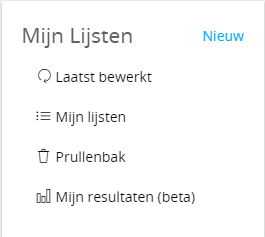 Mijn Lijsten Nieuw
Laatst bewerkt
Mijn lijsten
Prullenbak
Mijn resultaten (beta)